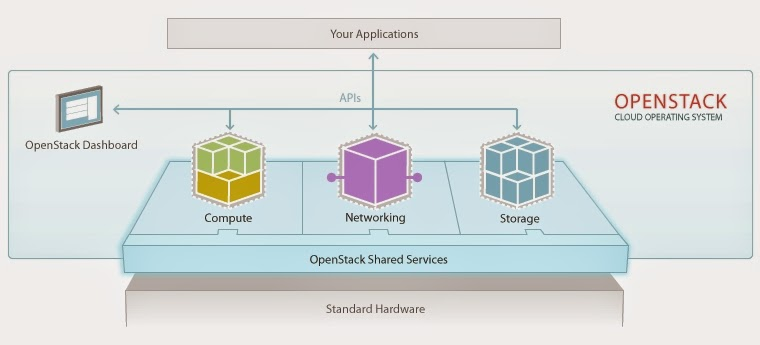 Your Applications
APIs
OPENSTACK
CLOUD OPERATING SYSTEM
OpenStack Dashboard
Compute
Networking
Storage
OpenStack Shared Services
Standard Hardware